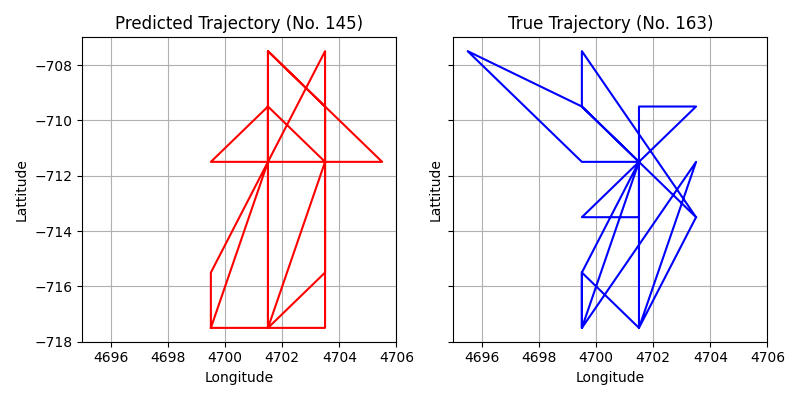 Predicted Trajectory (No. 145)
True Trajectory (No. 163)
Lattitude
−708
−710
−712
−714
−716
−718
4696 4698 4700 4702 4704 4706
Longitude
Lattitude
4696 4698 4700 4702 4704 4706
Longitude